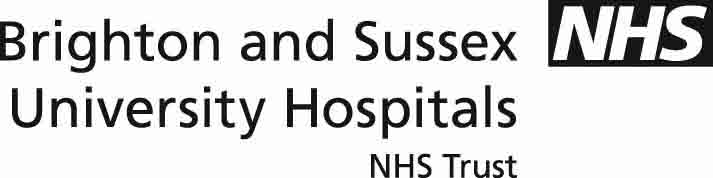 Brighton and Sussex NHS
University Hospitals
NHS Trust